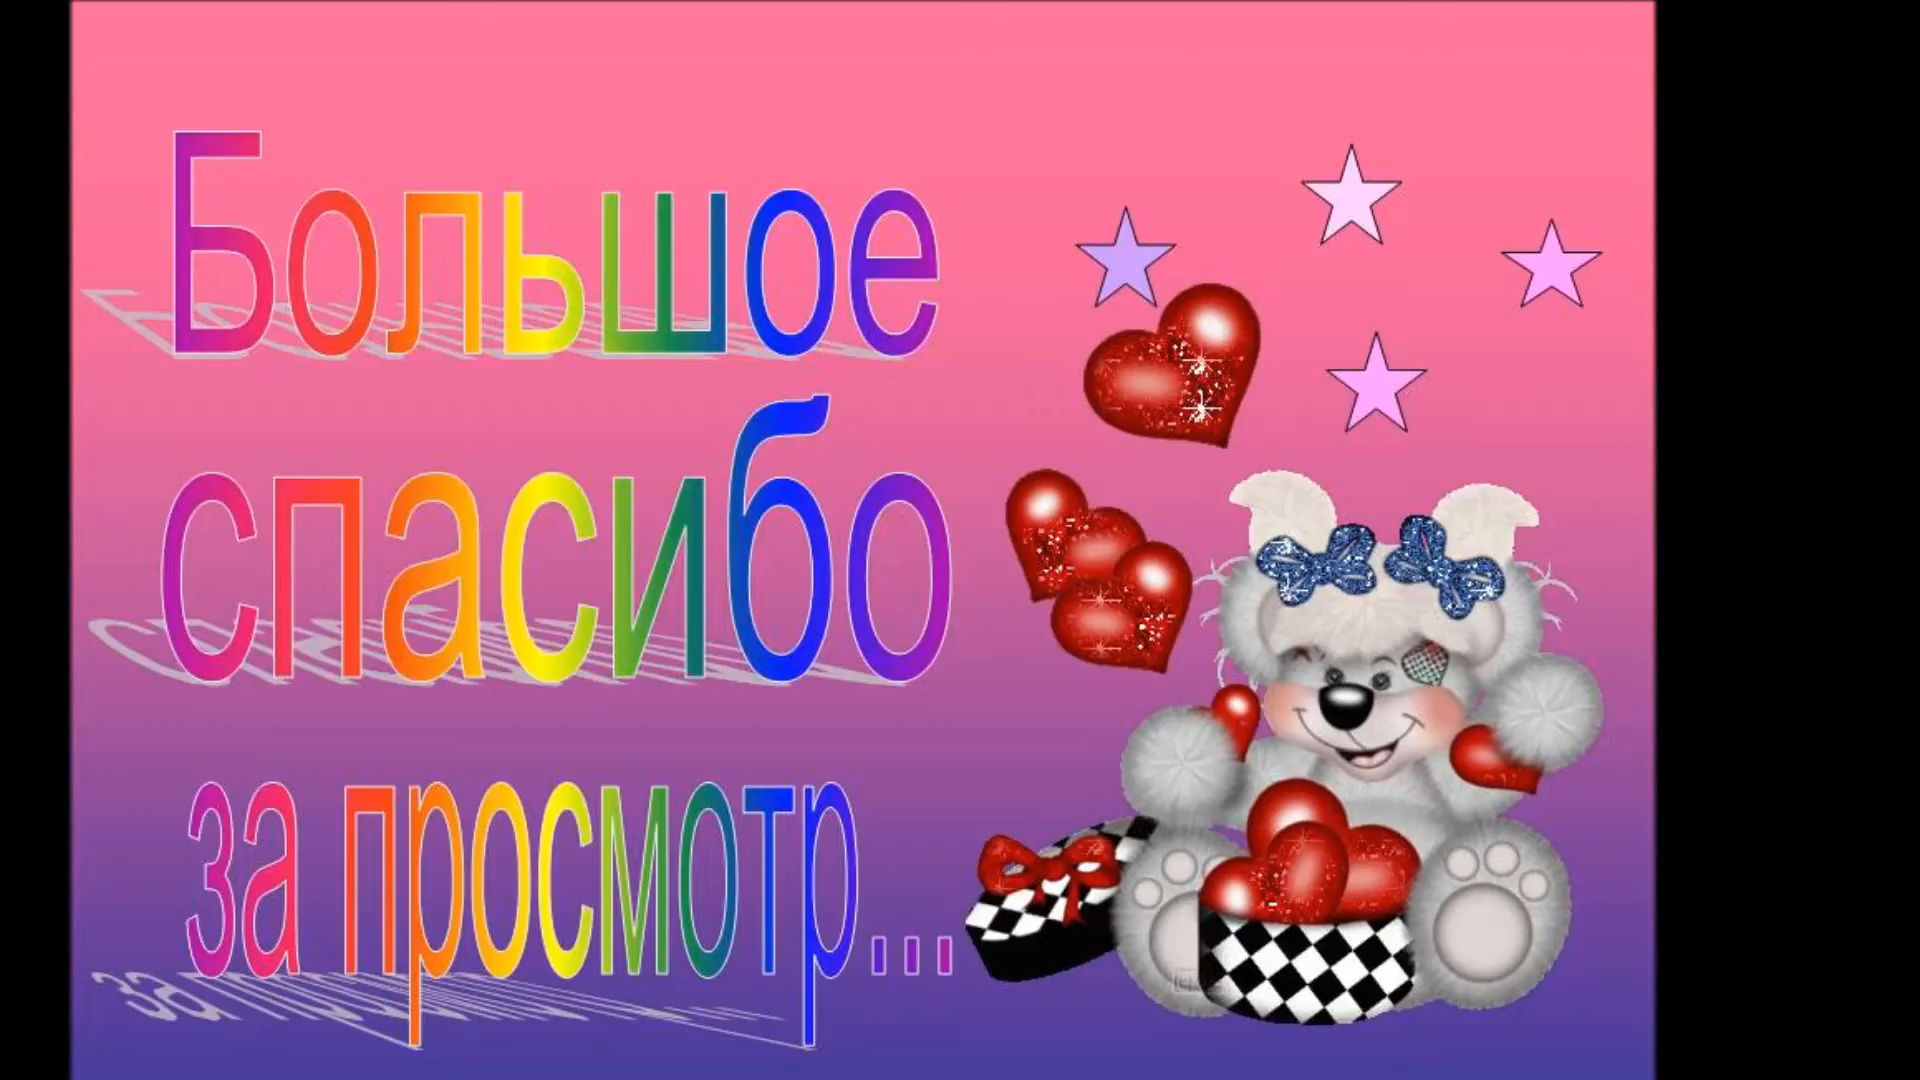 Большое
спасибо
за просмотр...